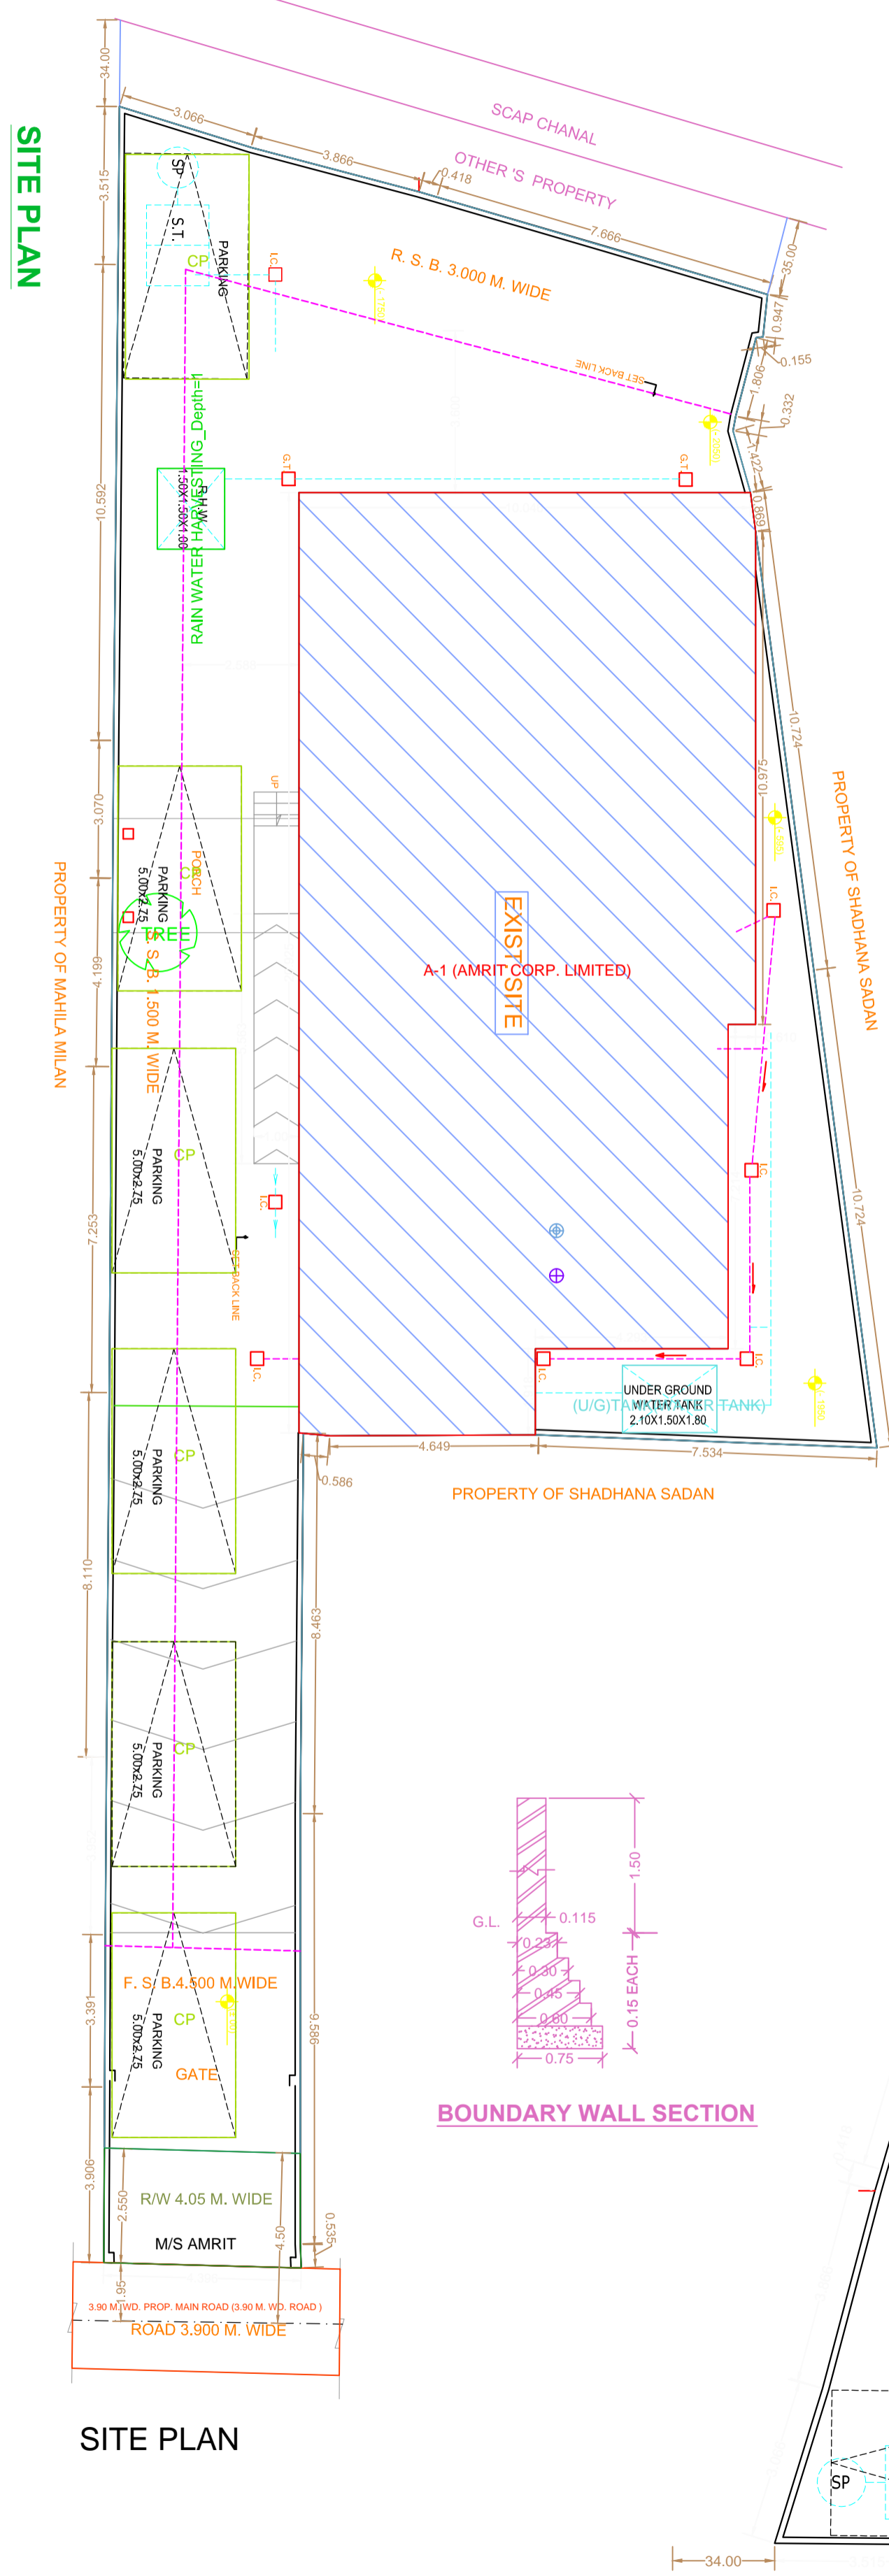 SITE PLAN
34.00
3.515
10.592
3.070
4.199
7.253
8.110
3.391
3.906
3.066
3.866
0.418
7.666
35.00
SCAP CHANAL
OTHER 'S PROPERTY
R. S. B. 3.000 M. WIDE
SET BACK LINE
0.947
0.155
1.806
0.332
1.422
0.869
10.975
10.724
10.724
PROPERTY OF SHADHANA SADAN
SP
S.T.
CP
PARKING
I.C.
G.T.
G.T.
R.H.W.
1.50X1.50X1.00
RAIN WATER HARVESTING_Depth=1
UP
PORCH
CP
PARKING
5.00x2.75
TREE
S. S. B. 1.500 M. WIDE
PROPERTY OF MAHILA MILAN
EXIST SITE
A-1 (AMRIT CORP. LIMITED)
I.C.
I.C.
CP
PARKING
5.00x2.75
I.C.
SET BACK LINE
I.C.
I.C.
I.C.
UNDER GROUND
WATER TANK
2.10X1.50X1.80
4.649
7.534
0.586
PROPERTY OF SHADHANA SADAN
CP
PARKING
5.00x2.75
8.463
CP
PARKING
5.00x2.75
9.586
F. S. B.4.500 M.WIDE
CP
PARKING
5.00x2.75
GATE
2.550
4.50
0.535
R/W 4.05 M. WIDE
M/S AMRIT
1.95
3.90 M. WD. PROP. MAIN ROAD (3.90 M. WD. ROAD )
ROAD 3.900 M. WIDE
SITE PLAN
G.L.
1.50
0.115
0.23
0.30
0.45
0.60
0.75
0.15 EACH
BOUNDARY WALL SECTION
SP
34.00